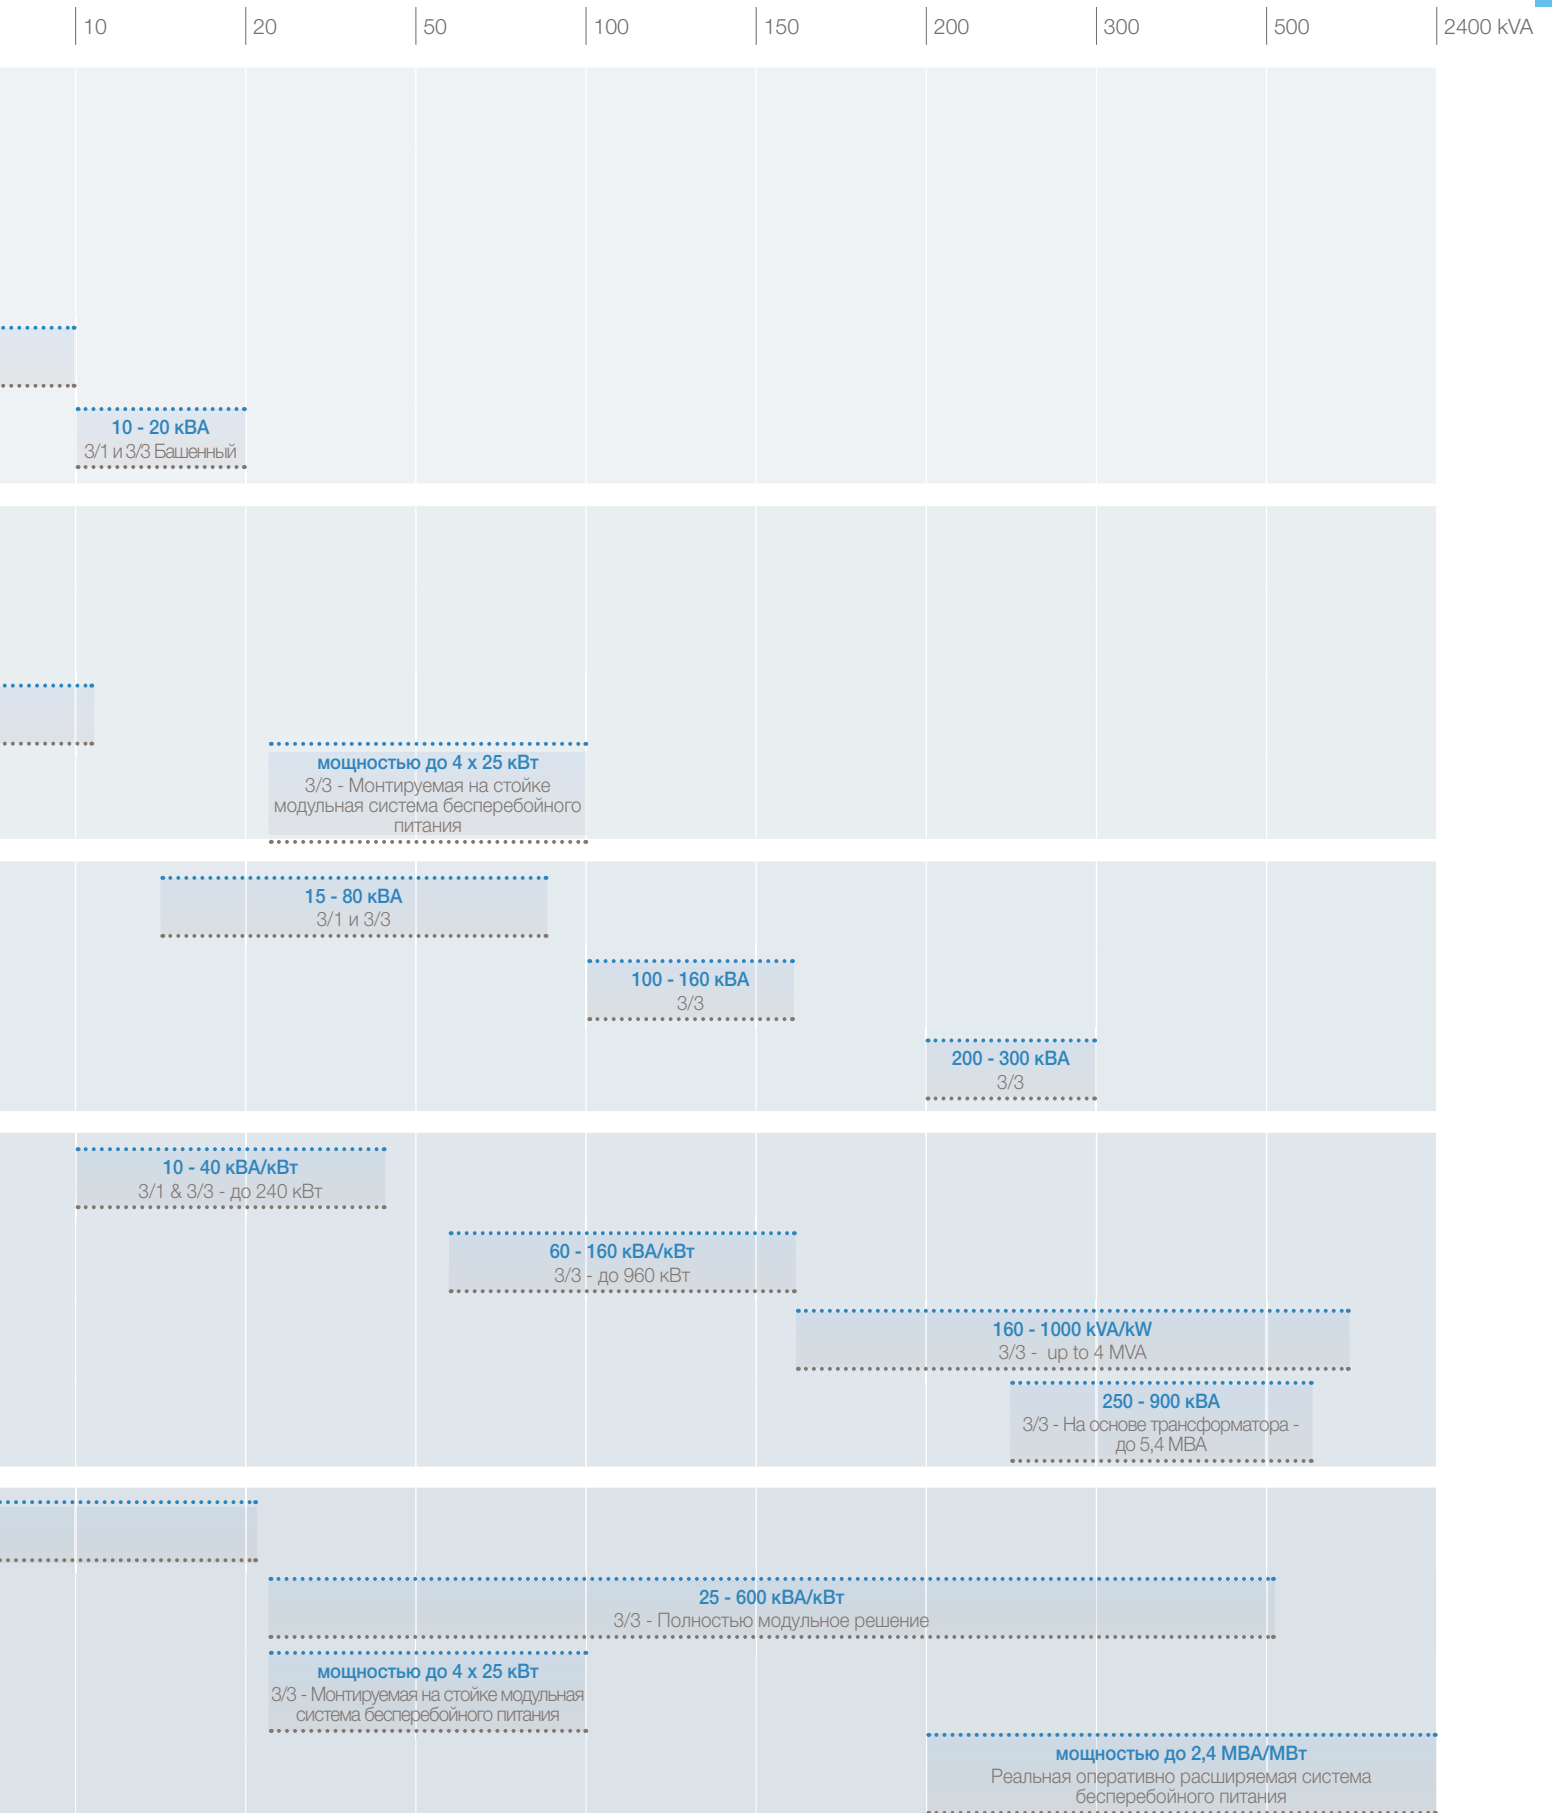 10
20
50
100
150
200
300
500
2400 kVA
10 - 20 кВА
3/1 и 3/3 Башенный
мощностью до 4 x 25 кВт
3/3 - Монтируемая на стойке
модульная система бесперебойного
питания
15 - 80 кВА
3/1 и 3/3
100 - 160 кВА
3/3
200 - 300 кВА
3/3
10 - 40 кВА/кВт
3/1 & 3/3 - до 240 кВт
60 - 160 кВА/кВт
3/3 - до 960 кВт
160 - 1000 kVA/kW
3/3 - up to 4 MVA
250 - 900 кВА
3/3 - На основе трансформатора -
до 5,4 МВА
25 - 600 кВА/кВт
3/3 - Полностью модульное решение
мощностью до 4 x 25 кВт
3/3 - Монтируемая на стойке модульная
система бесперебойного питания
мощностью до 2,4 МВА/МВт
Реальная оперативно расширяемая система
бесперебойного питания